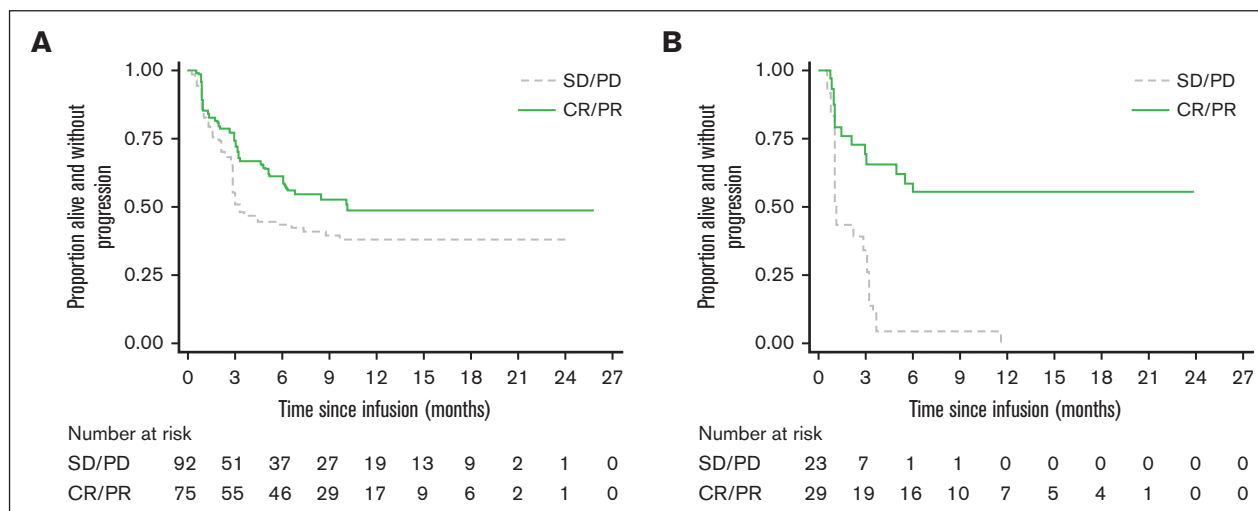 A
1.00
0.75
0.50
0.25
0.00
Proportion alive and without
progression
SD/PD
CR/PR
0 3 6 9 12 15 18 21 24 27
Time since infusion (months)
Number at risk
SD/PD 92 51 37 27 19 13 9 2 1 0
CR/PR 75 55 46 29 17 9 6 2 1 0
B
1.00
0.75
0.50
0.25
0.00
Proportion alive and without
progression
SD/PD
CR/PR
0 3 6 9 12 15 18 21 24 27
Time since infusion (months)
Number at risk
SD/PD 23 7 1 1 0 0 0 0 0 0
CR/PR 29 19 16 10 7 5 4 1 0 0